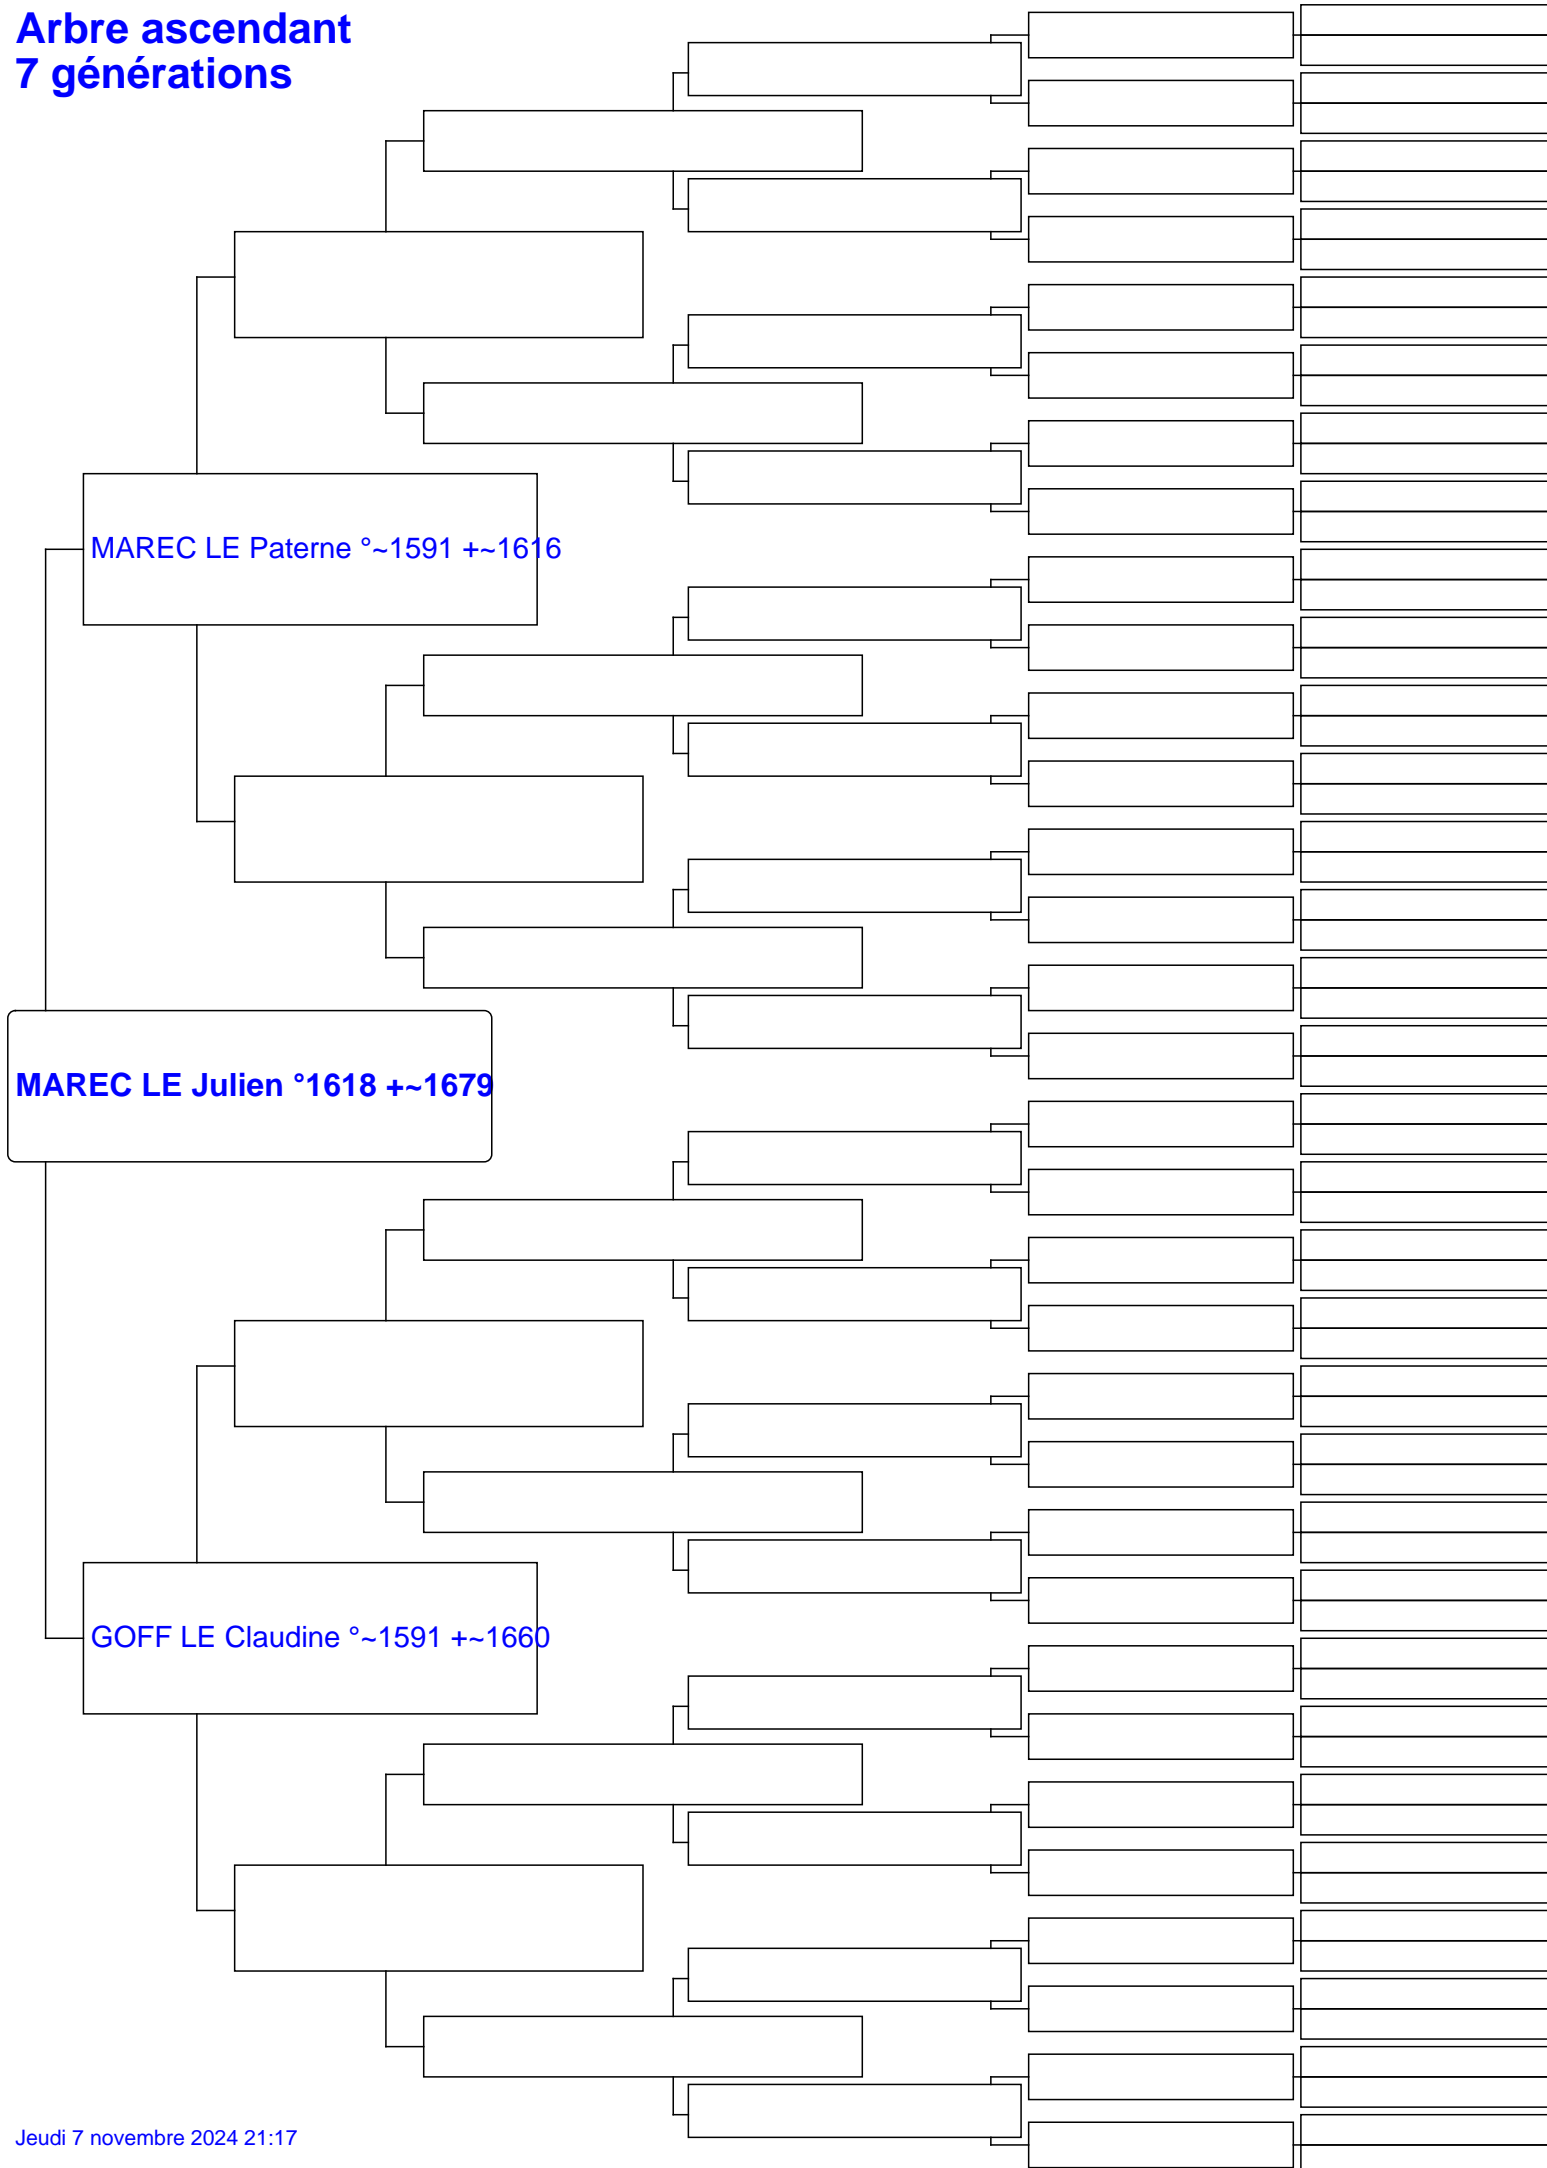 Arbre ascendant
7 générations
MAREC LE Paterne °~1591 +~1616
MAREC LE Julien °1618 +~1679
GOFF LE Claudine °~1591 +~1660
Jeudi 7 novembre 2024 21:17